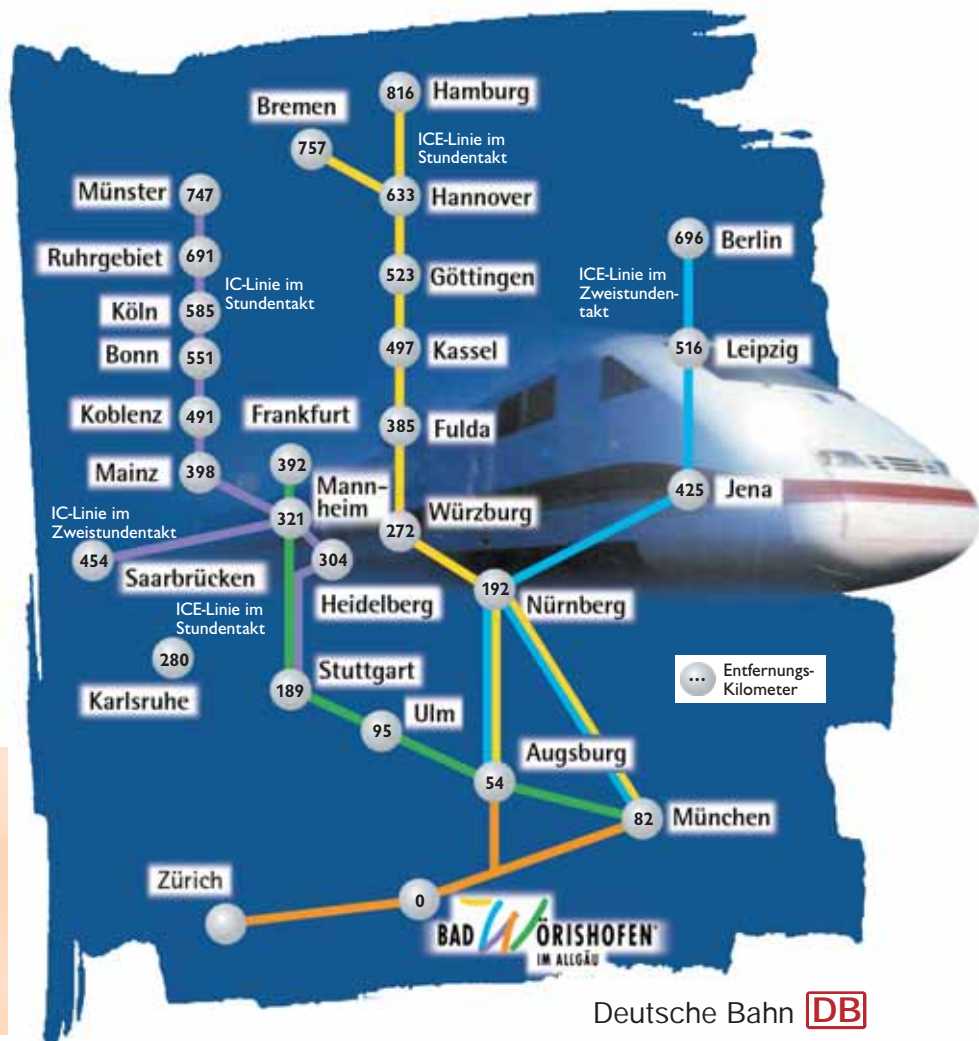 816 Hamburg
Bremen
757
ICE-Linie im
Stundentakt
Münster 747
633 Hannover
Ruhrgebiet 691
696 Berlin
IC-Linie im
Stundentakt
523 Göttingen
ICE-Linie im
Zweistunden-
takt
Köln 585
Bonn 551
497 Kassel
516 Leipzig
Koblenz 491
Frankfurt
392
385 Fulda
Mainz 398
Mann-
heim
321
425 Jena
IC-Linie im
Zweistundentakt
454
Saarbrücken
272 Würzburg
304
Heidelberg
192 Nürnberg
ICE-Linie im
Stundentakt
280
Karlsruhe
Stuttgart
189
... Entfernungs-
Kilometer
Ulm
95
Augsburg
54
82 München
Zürich
0
BAD WÖRISHOFEN®
IM ALLGÄU
Deutsche Bahn DB